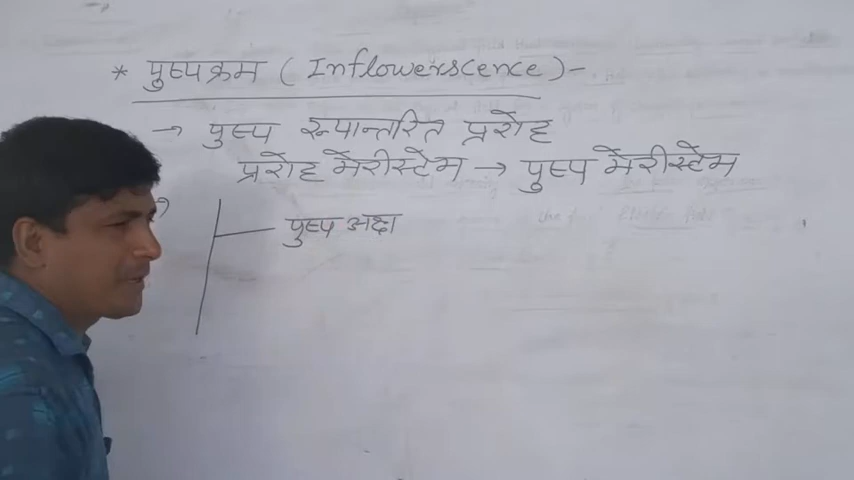 * पुष्पक्रम ( Inflowerscence ) -
→ पुष्प रूपान्तरित प्ररोह
प्ररोह मेरीस्टेम → पुष्प मेरीस्टेम
पुष्प अक्ष